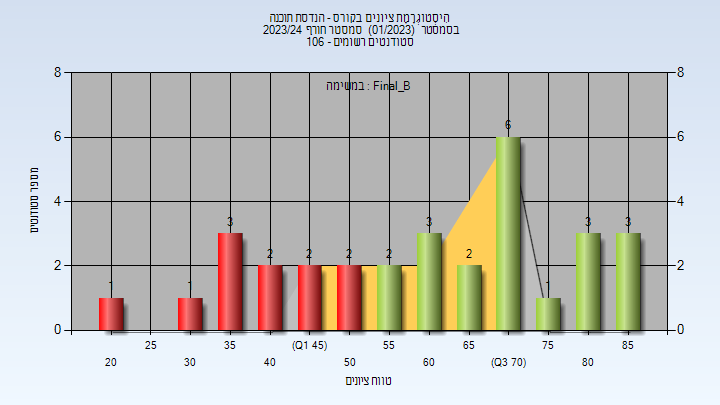 היסטוגרמת ציונים בקורס - הנדסת תוכנה
בסמסטר (01/2023) סמסטר חורף 2023/24
סטודנטים רשומים - 106
במשימה : Final_B
מספר סטודנטים
8 8
6 6
4 4
2 2
0 0
1 1 3 2 2 2 2 3 2 6 1 3 3
25 35 (Q1 45) 55 65 75 85
20 30 40 50 60 (Q3 70) 80
טווח ציונים